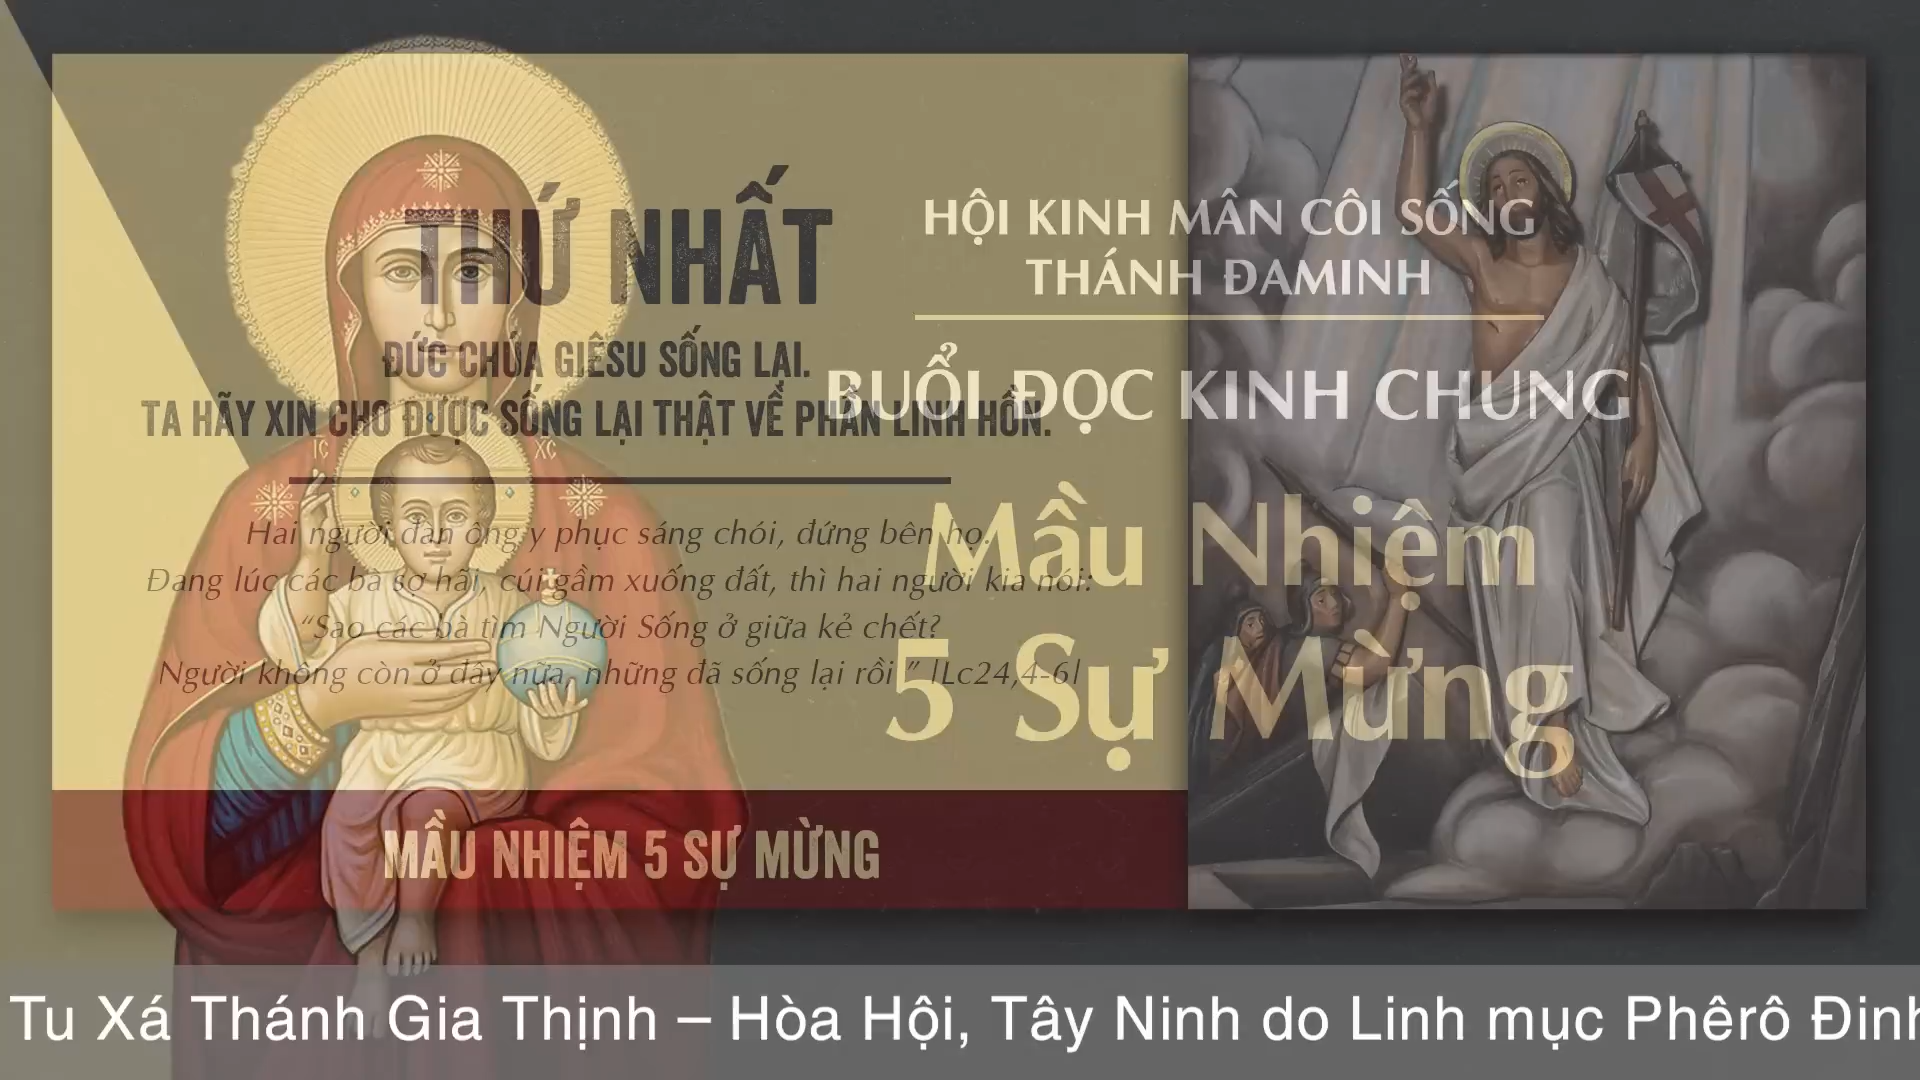 THỨ NHẤT
ĐỨC CHÚA GIÊSU SỐNG LẠI.
TA HÃY XIN CHO ĐƯỢC SỐNG LẠI THẬT VỀ PHẦN LINH HỒN.
IC XC
Hai người đàn ông y phục sáng chói, đứng bên họ.
Đang lúc các bà sợ hãi, cúi gầm xuống đất, thì hai người kia nói:
“Sao các bà tìm Người Sống ở giữa kẻ chết?
Người không còn ở đây nữa, những đã sống lại rồi.” [Lc24,4-6]
MẦU NHIỆM 5 SỰ MỪNG
HỘI KINH MÂN CÔI SỐNG
THÁNH ĐAMINH
BUỔI ĐỌC KINH CHUNG
Mầu Nhiệm
5 Sự Mừng
Tu Xá Thánh Gia Thịnh – Hòa Hội, Tây Ninh do Linh mục Phêrô Đinh